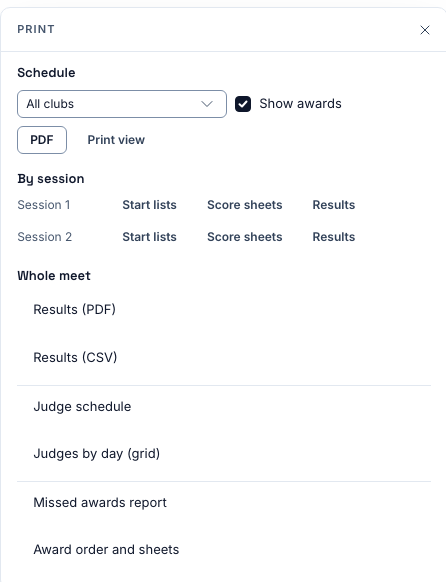 PRINT
Schedule
All clubs Show awards
PDF Print view
By session
Session 1 Start lists Score sheets Results
Session 2 Start lists Score sheets Results
Whole meet
Results (PDF)
Results (CSV)
Judge schedule
Judges by day (grid)
Missed awards report
Award order and sheets